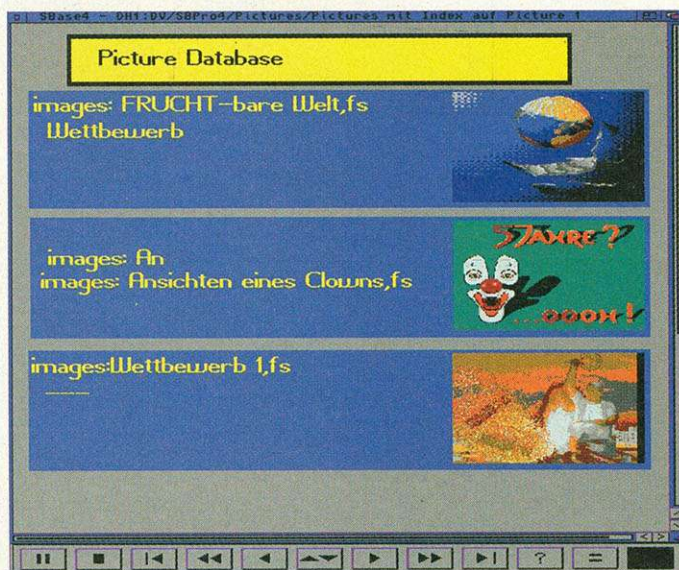 SBase4 - DH1:DV/SBPro4/Pictures/Pictures mit Index auf Picture 1
Picture Database
images: FRUCHT-bare Welt,fs
Wettbewerb
5 JAHRE?
images: An
images: Ansichten eines Clowns,fs
...OOOH!
images:Wettbewerb 1,fs
____
?
=